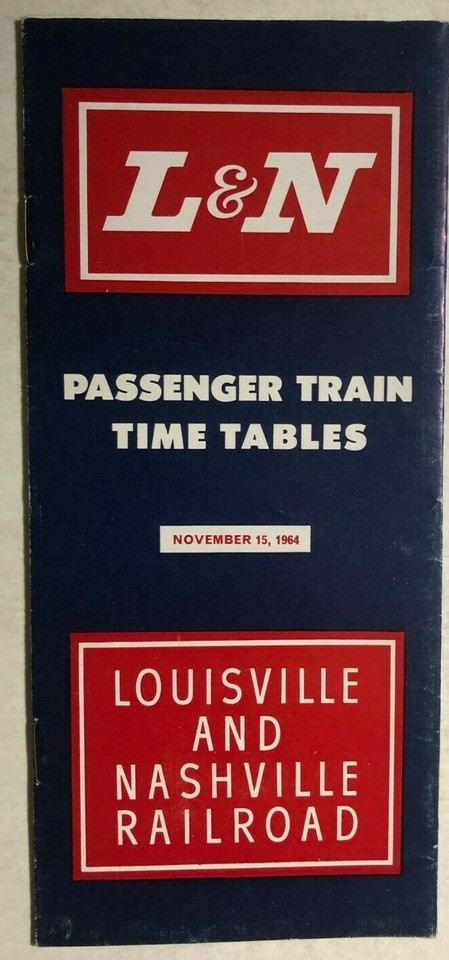 L&N
PASSENGER TRAIN
TIME TABLES
NOVEMBER 15, 1964
LOUISVILLE
AND
NASHVILLE
RAILROAD